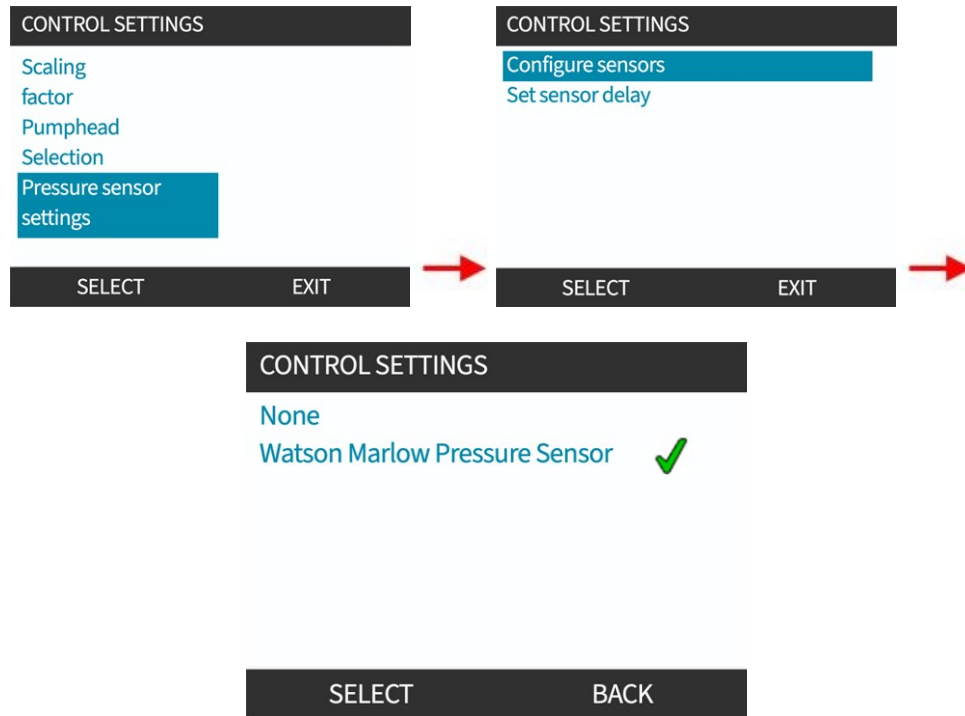 CONTROL SETTINGS
Scaling
factor
Pumphead
Selection
Pressure sensor
settings
SELECT EXIT
CONTROL SETTINGS
Configure sensors
Set sensor delay
SELECT EXIT
CONTROL SETTINGS
None
Watson Marlow Pressure Sensor
SELECT BACK